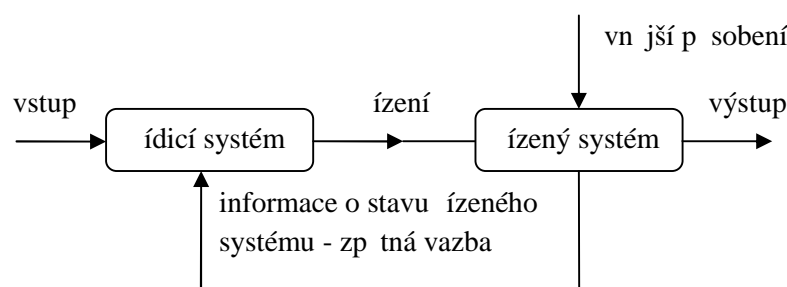 vn jší p sobení
vstup
ízení
výstup
ídicí systém
ízený systém
informace o stavu ízeného
systému - zp tná vazba